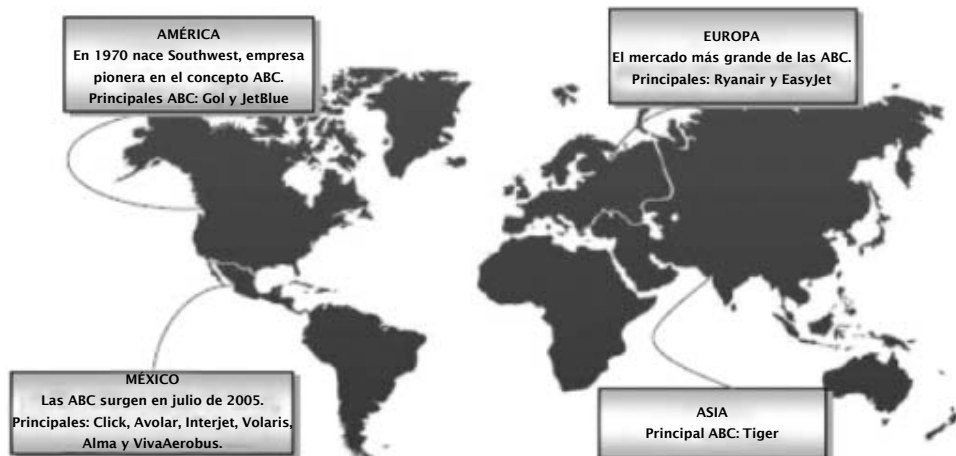 AMÉRICA
En 1970 nace Southwest, empresa
pionera en el concepto ABC.
Principales ABC: Gol y JetBlue
EUROPA
El mercado más grande de las ABC.
Principales: Ryanair y EasyJet
MÉXICO
Las ABC surgen en julio de 2005.
Principales: Click, Avolar, Interjet, Volaris,
Alma y VivaAerobus.
ASIA
Principal ABC: Tiger